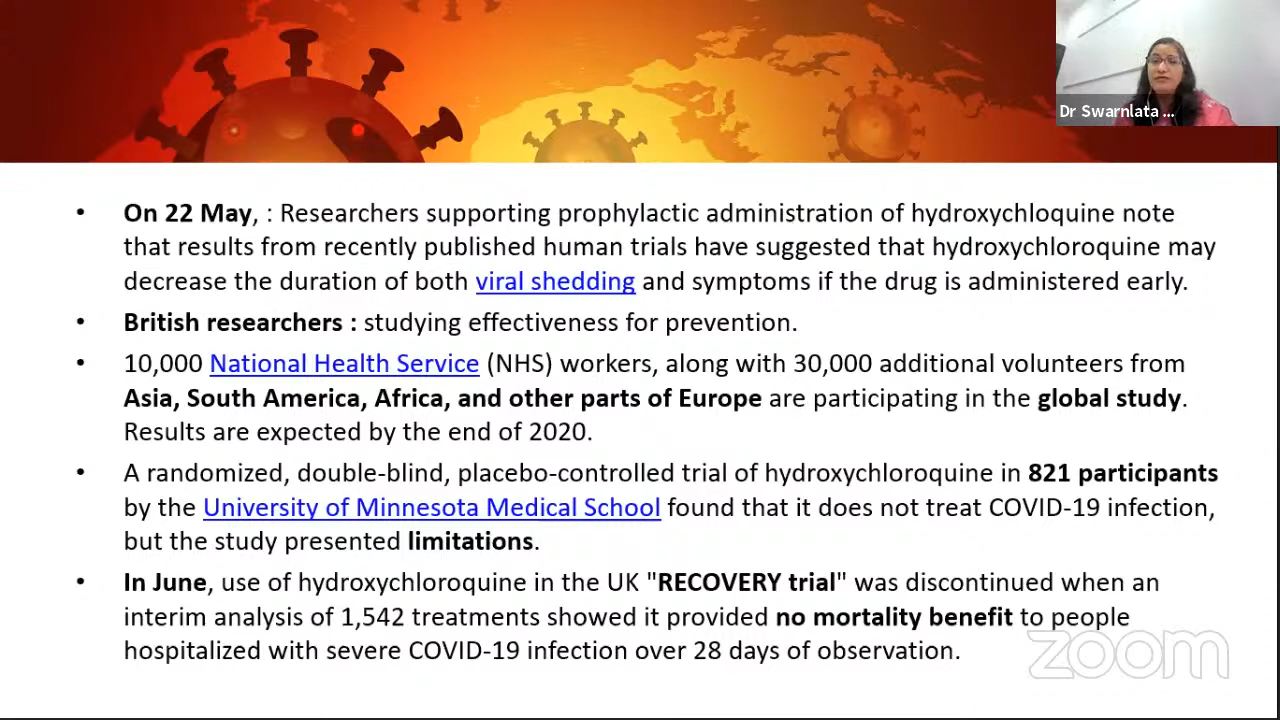 Dr Swarnlata ...
• On 22 May, : Researchers supporting prophylactic administration of hydroxychloquine note
that results from recently published human trials have suggested that hydroxychloroquine may
decrease the duration of both viral shedding and symptoms if the drug is administered early.
• British researchers : studying effectiveness for prevention.
• 10,000 National Health Service (NHS) workers, along with 30,000 additional volunteers from
Asia, South America, Africa, and other parts of Europe are participating in the global study.
Results are expected by the end of 2020.
• A randomized, double-blind, placebo-controlled trial of hydroxychloroquine in 821 participants
by the University of Minnesota Medical School found that it does not treat COVID-19 infection,
but the study presented limitations.
• In June, use of hydroxychloroquine in the UK "RECOVERY trial" was discontinued when an
interim analysis of 1,542 treatments showed it provided no mortality benefit to people
hospitalized with severe COVID-19 infection over 28 days of observation.
zoom